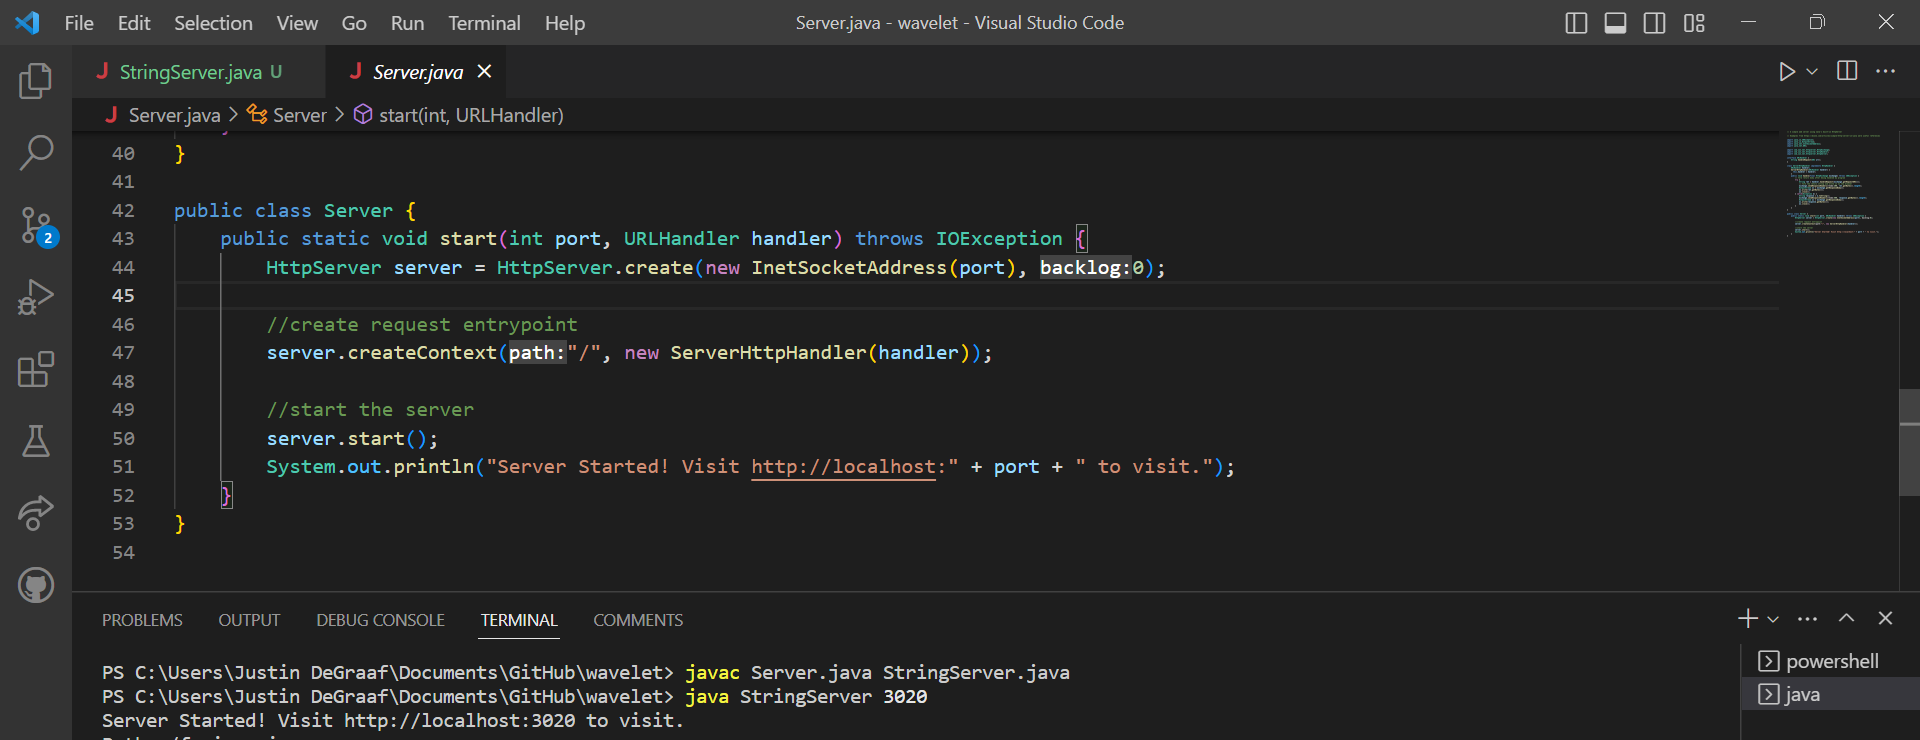 File Edit Selection View Go Run Terminal Help Server.java - wavelet - Visual Studio Code
StringServer.java U Server.java
Server.java > Server > start(int, URLHandler)
40 }
41
42 public class Server {
43 public static void start(int port, URLHandler handler) throws IOException {
44 HttpServer server = HttpServer.create(new InetSocketAddress(port), backlog:0);
45
46 //create request entrypoint
47 server.createContext(path:"/", new ServerHttpHandler(handler));
48
49 //start the server
50 server.start();
51 System.out.println("Server Started! Visit http://localhost:" + port + " to visit.");
52 }
53 }
54
2
PROBLEMS OUTPUT DEBUG CONSOLE TERMINAL COMMENTS
PS C:\Users\Justin DeGraaf\Documents\GitHub\wavelet> javac Server.java StringServer.java
PS C:\Users\Justin DeGraaf\Documents\GitHub\wavelet> java StringServer 3020
Server Started! Visit http://localhost:3020 to visit.
powershell
java